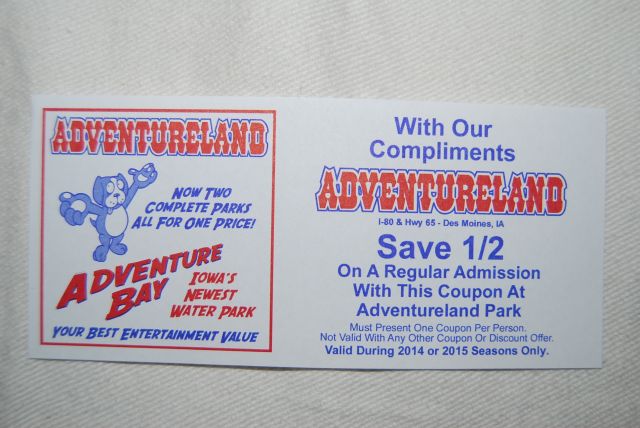 ADVENTURELAND
NOW TWO
COMPLETE PARKS
ALL FOR ONE PRICE!
ADVENTURE
BAY
IOWA'S
NEWEST
WATER PARK
YOUR BEST ENTERTAINMENT VALUE
With Our
Compliments
ADVENTURELAND
I-80 & Hwy 65 - Des Moines, IA
Save 1/2
On A Regular Admission
With This Coupon At
Adventureland Park
Must Present One Coupon Per Person.
Not Valid With Any Other Coupon Or Discount Offer.
Valid During 2014 or 2015 Seasons Only.